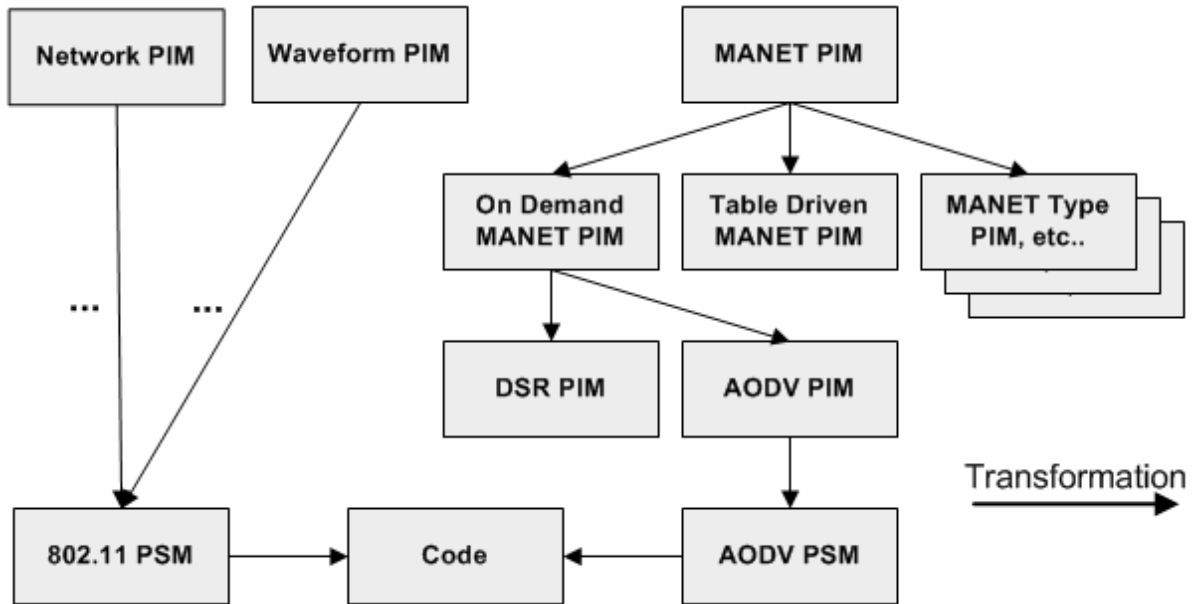 Network PIM
Waveform PIM
MANET PIM
On Demand
MANET PIM
Table Driven
MANET PIM
MANET Type
PIM, etc..
...
...
DSR PIM
AODV PIM
Transformation
802.11 PSM
Code
AODV PSM